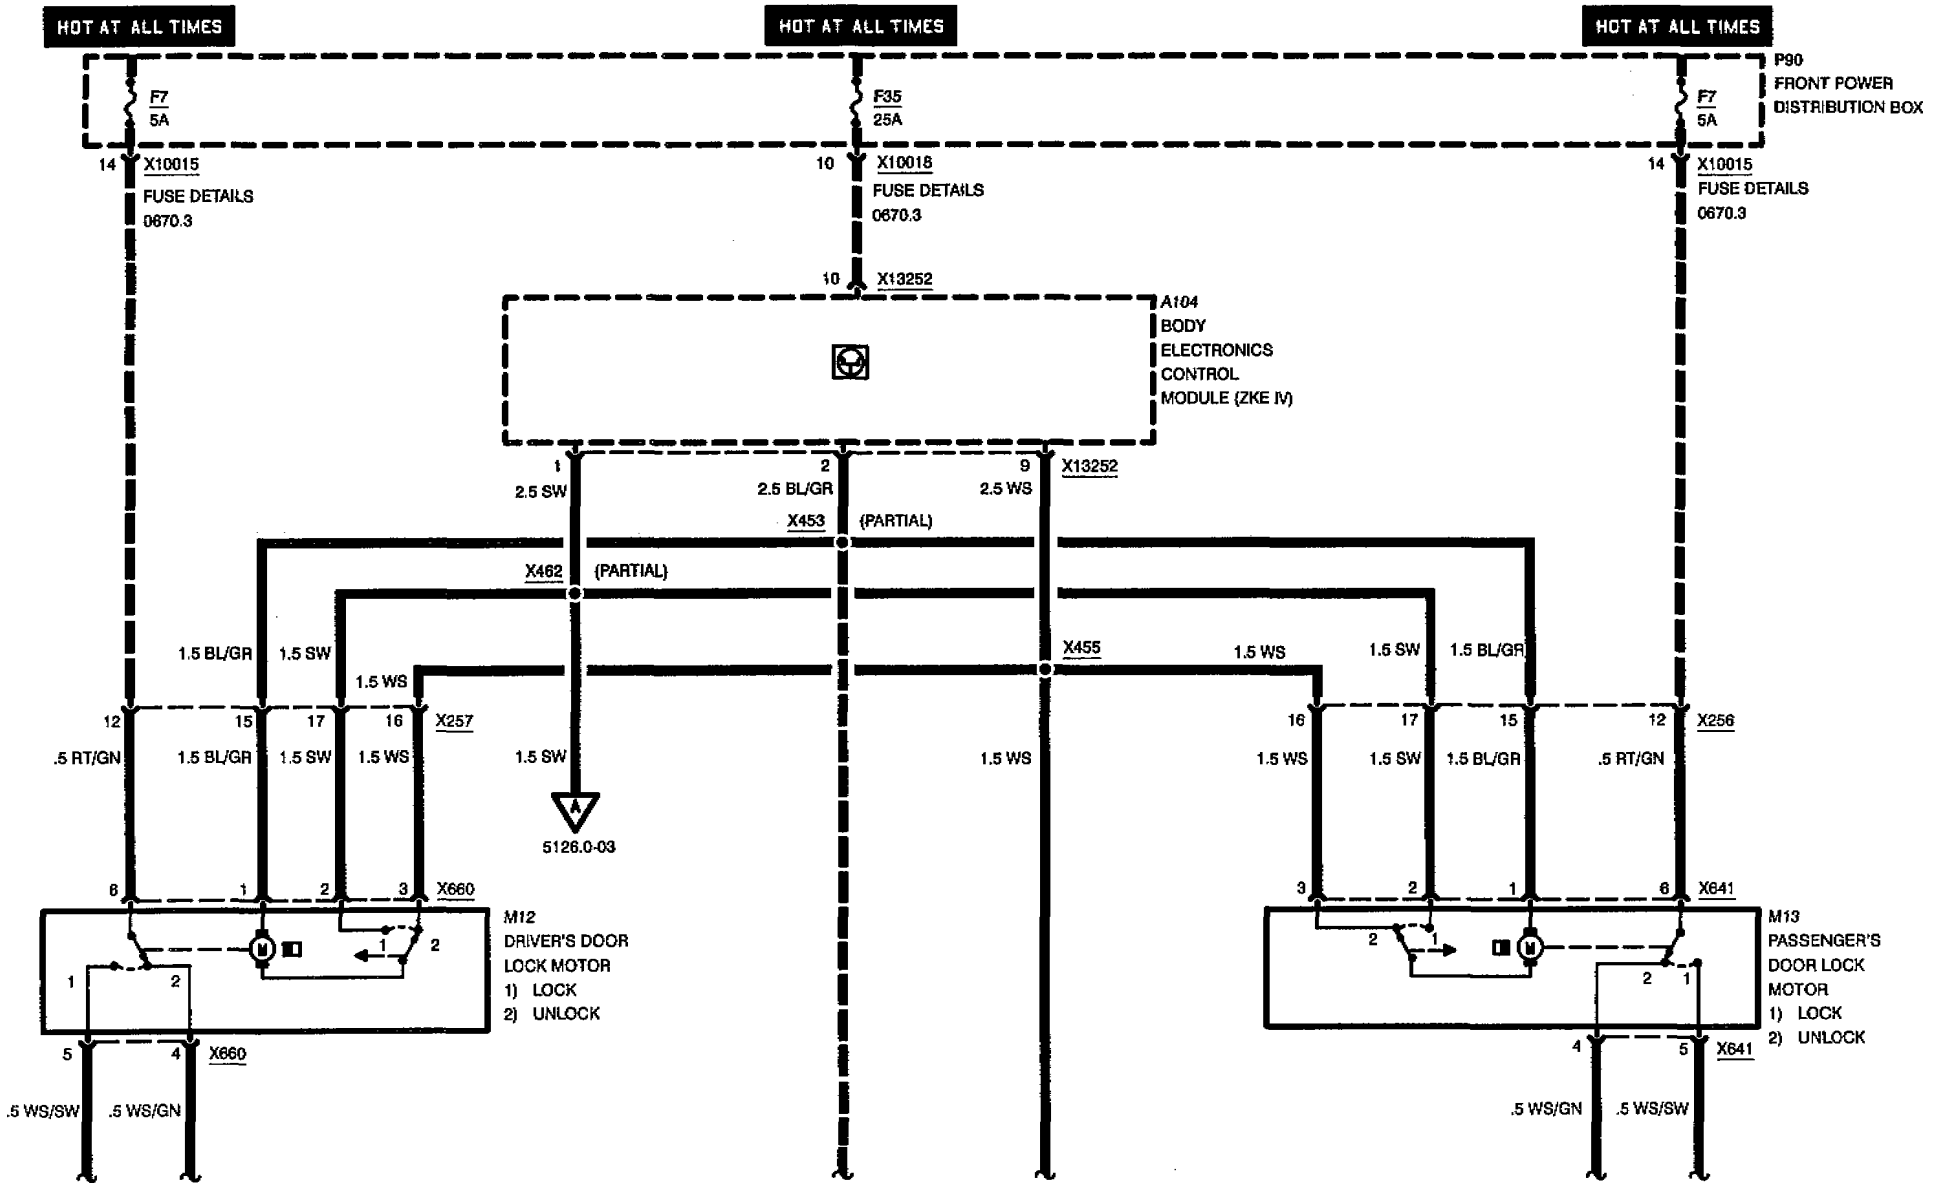 HOT AT ALL TIMES
HOT AT ALL TIMES
HOT AT ALL TIMES
P90
FRONT POWER
DISTRIBUTION BOX
F7
5A
F35
25A
F7
5A
14 X10015
FUSE DETAILS
0670.3
10 X10018
FUSE DETAILS
0670.3
14 X10015
FUSE DETAILS
0670.3
10 X13252
A104
BODY
ELECTRONICS
CONTROL
MODULE (ZKE IV)
1 2 9 X13252
2.5 SW 2.5 BL/GR 2.5 WS
X453 (PARTIAL)
X462 (PARTIAL)
X455
1.5 BL/GR 1.5 SW
1.5 WS
1.5 WS 1.5 SW 1.5 BL/GR
12 15 17 16 X257
16 17 15 12 X256
.5 RT/GN 1.5 BL/GR 1.5 SW 1.5 WS 1.5 SW 1.5 WS 1.5 WS 1.5 SW 1.5 BL/GR .5 RT/GN
A
5126.0-03
6 1 2 3 X660
3 2 1 6 X641
M12
DRIVER'S DOOR
LOCK MOTOR
1) LOCK
2) UNLOCK
M
1 2
1 2
M13
PASSENGER'S
DOOR LOCK
MOTOR
1) LOCK
2) UNLOCK
2 1
M
2 1
5 4 X660
4 5 X641
.5 WS/SW .5 WS/GN
.5 WS/GN .5 WS/SW